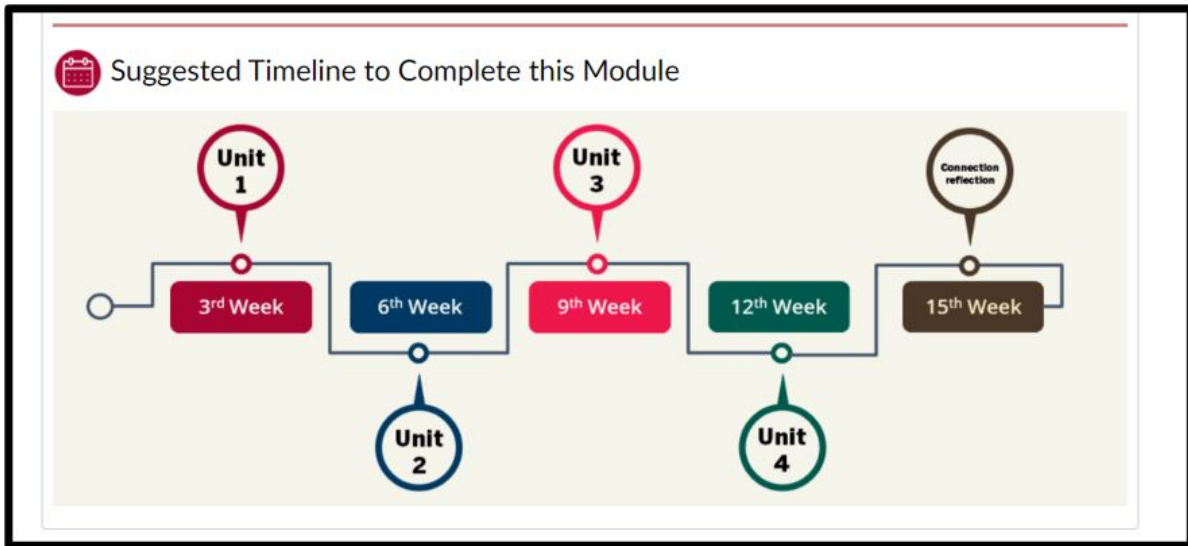 Suggested Timeline to Complete this Module
Unit
1
Unit
3
Connection
reflection
3rd Week
6th Week
9th Week
12th Week
15th Week
Unit
2
Unit
4